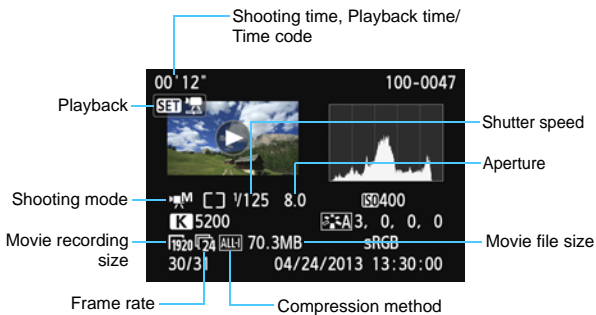 Shooting time, Playback time/
Time code
00'12" 100-0047
Playback
SET
Shutter speed
Aperture
Shooting mode
M 1/125 8.0 ISO400
K 5200 A 3, 0, 0, 0
Movie recording
size
1920 24 ALL-I 70.3MB sRGB
Movie file size
30/31 04/24/2013 13:30:00
Frame rate
Compression method